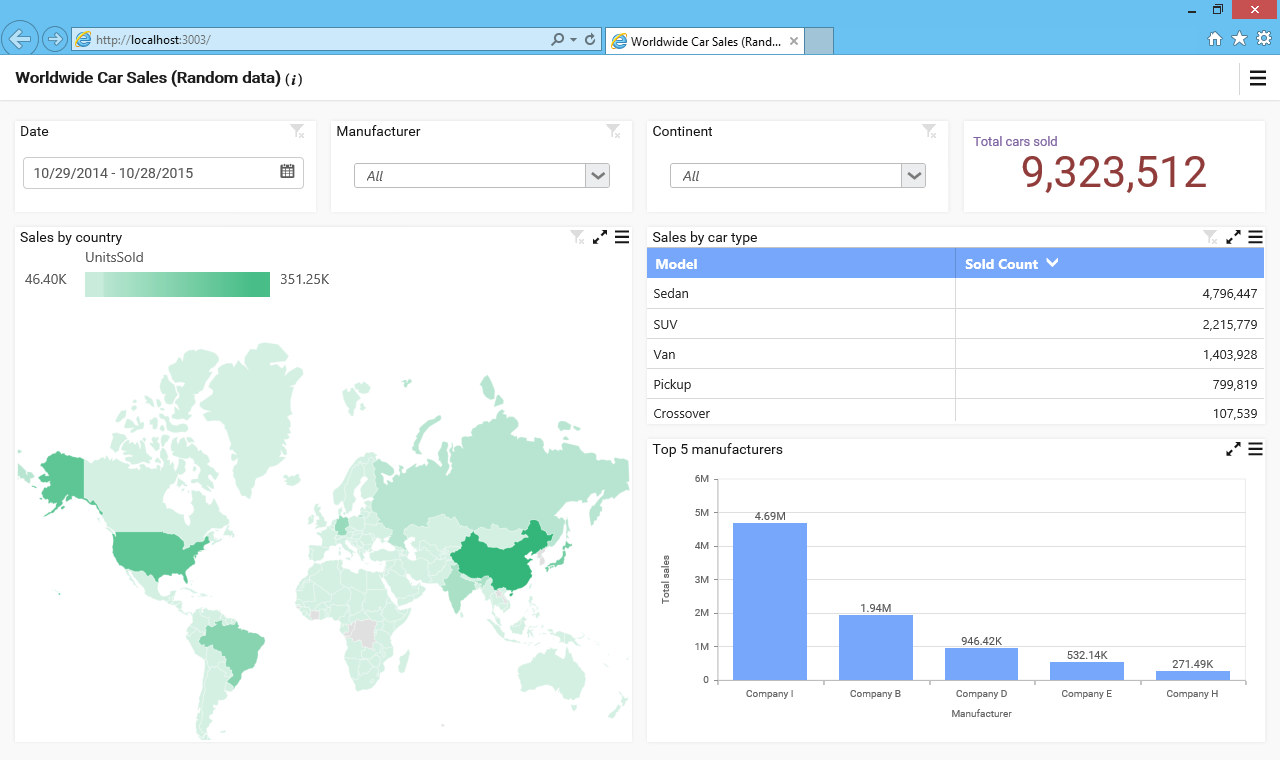 http://localhost:3003/
Worldwide Car Sales (Rand...
Worldwide Car Sales (Random data) (i)
Date
Manufacturer
Continent
Total cars sold
10/29/2014 - 10/28/2015
All
All
9,323,512
Sales by country
UnitsSold
46.40K
351.25K
Sales by car type
Model Sold Count
Sedan 4,796,447
SUV 2,215,779
Van 1,403,928
Pickup 799,819
Crossover 107,539
Top 5 manufacturers
Total sales
6M
5M
4M
3M
2M
1M
0
4.69M
1.94M
946.42K
532.14K
271.49K
Company I
Company B
Company D
Company E
Company H
Manufacturer